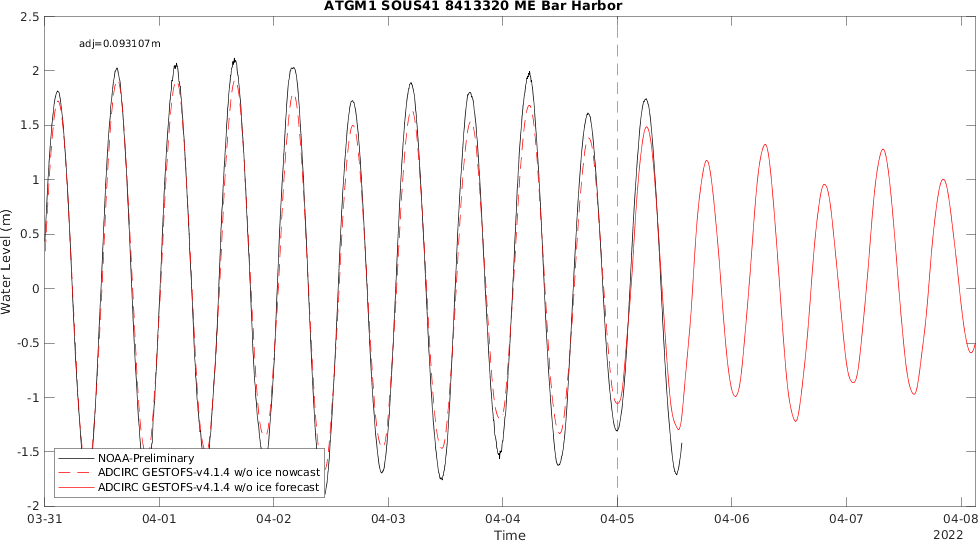 ATGM1 SOUS41 8413320 ME Bar Harbor
adj=0.093107m
2.5
2
1.5
1
0.5
0
-0.5
-1
-1.5
-2
Water Level (m)
NOAA-Preliminary
ADCIRC GESTOFS-v4.1.4 w/o ice nowcast
ADCIRC GESTOFS-v4.1.4 w/o ice forecast
03-31 04-01 04-02 04-03 04-04 04-05 04-06 04-07 04-08
Time 2022